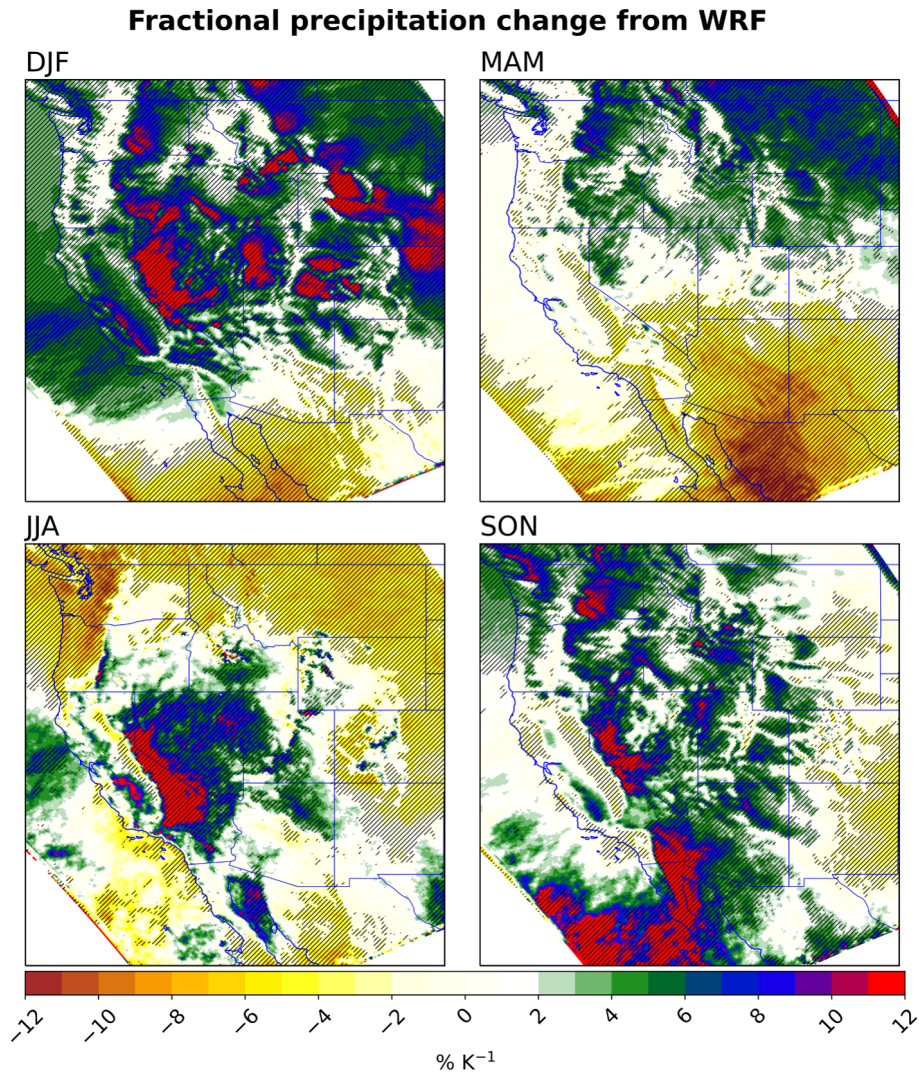 Fractional precipitation change from WRF
DJF
MAM
JJA
SON
−12 −10 −8 −6 −4 −2 0 2 4 6 8 10 12
% K⁻¹